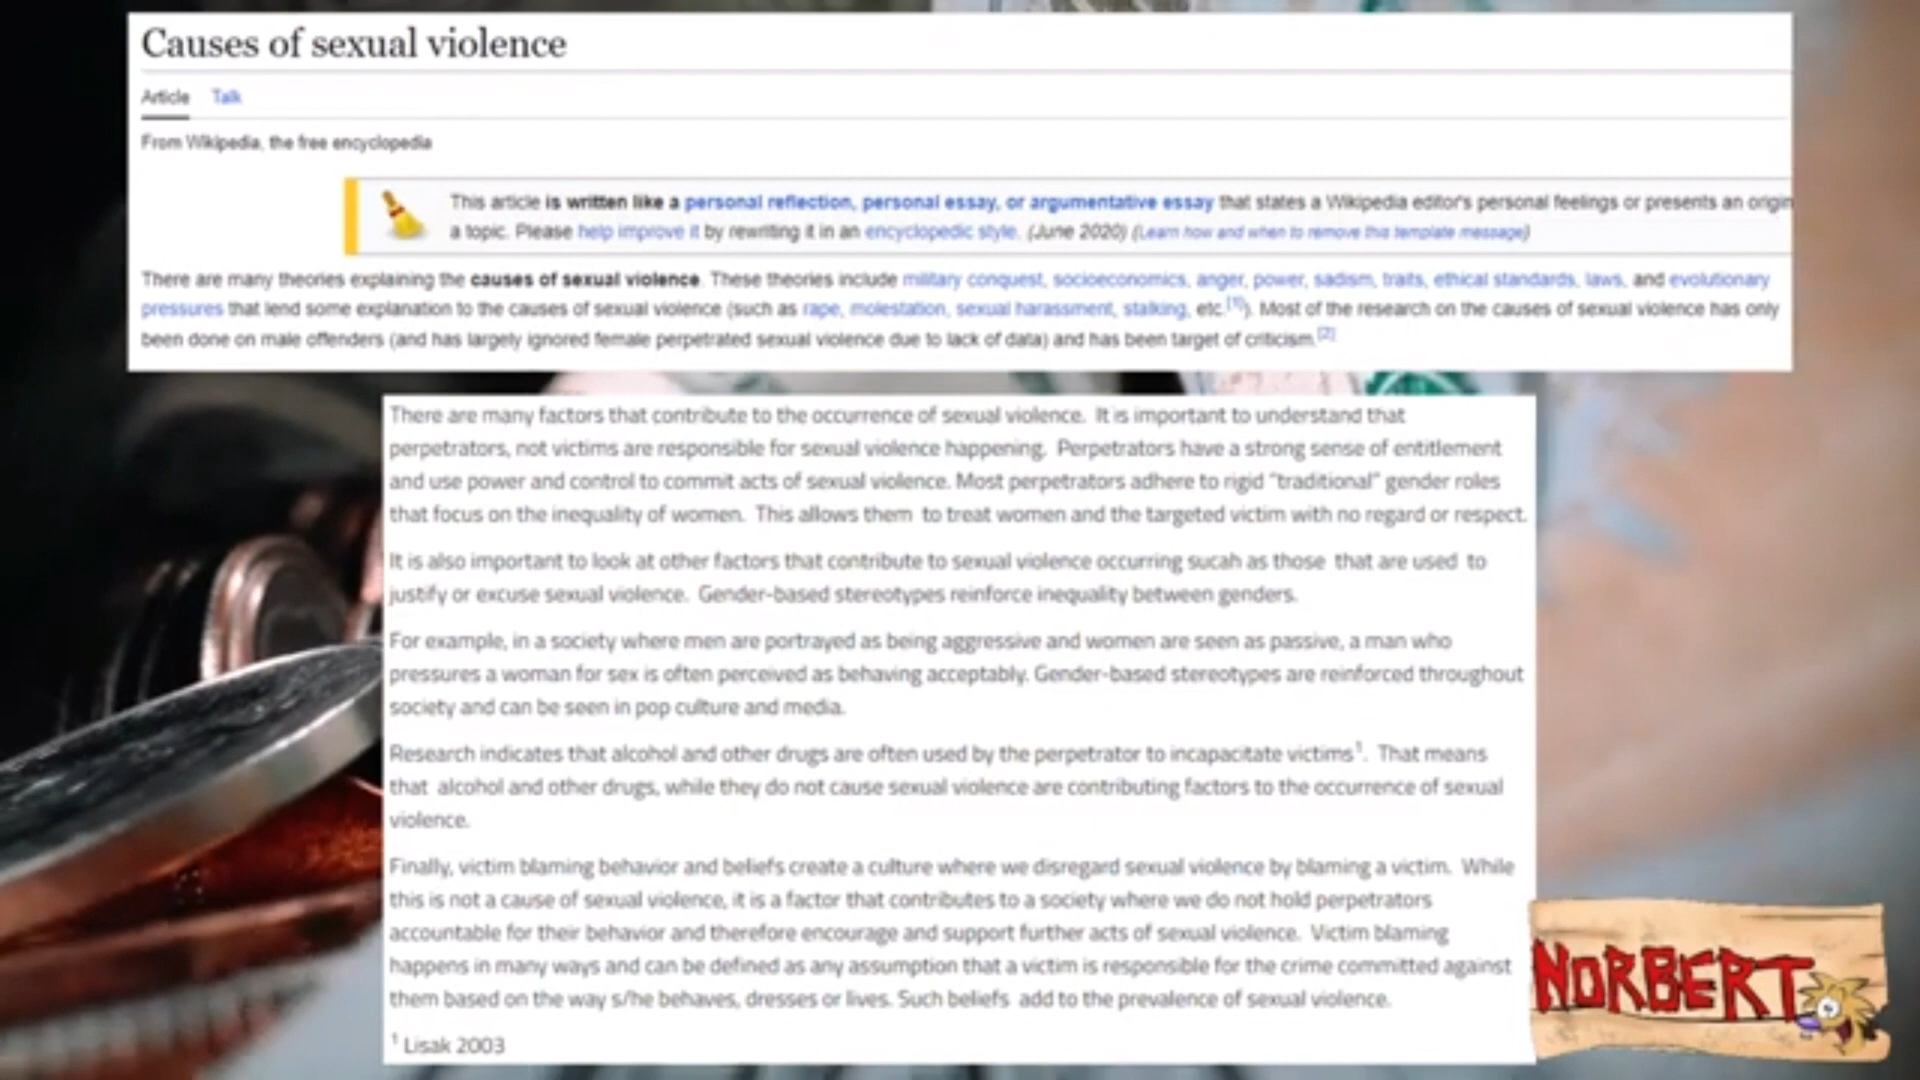 Causes of sexual violence
Article Talk
From Wikipedia, the free encyclopedia
This article is written like a personal reflection, personal essay, or argumentative essay that states a Wikipedia editor's personal feelings or presents an origin
a topic. Please help improve it by rewriting it in an encyclopedic style. (June 2020) (Learn how and when to remove this template message)
There are many theories explaining the causes of sexual violence. These theories include military conquest, socioeconomics, anger, power, sadism, traits, ethical standards, laws, and evolutionary
pressures that lend some explanation to the causes of sexual violence (such as rape, molestation, sexual harassment, stalking, etc.[1]). Most of the research on the causes of sexual violence has only
been done on male offenders (and has largely ignored female perpetrated sexual violence due to lack of data) and has been target of criticism.[2]
There are many factors that contribute to the occurrence of sexual violence. It is important to understand that
perpetrators, not victims are responsible for sexual violence happening. Perpetrators have a strong sense of entitlement
and use power and control to commit acts of sexual violence. Most perpetrators adhere to rigid "traditional" gender roles
that focus on the inequality of women. This allows them to treat women and the targeted victim with no regard or respect.
It is also important to look at other factors that contribute to sexual violence occurring sucah as those that are used to
justify or excuse sexual violence. Gender-based stereotypes reinforce inequality between genders.
For example, in a society where men are portrayed as being aggressive and women are seen as passive, a man who
pressures a woman for sex is often perceived as behaving acceptably. Gender-based stereotypes are reinforced throughout
society and can be seen in pop culture and media.
Research indicates that alcohol and other drugs are often used by the perpetrator to incapacitate victims1. That means
that alcohol and other drugs, while they do not cause sexual violence are contributing factors to the occurrence of sexual
violence.
Finally, victim blaming behavior and beliefs create a culture where we disregard sexual violence by blaming a victim. While
this is not a cause of sexual violence, it is a factor that contributes to a society where we do not hold perpetrators
accountable for their behavior and therefore encourage and support further acts of sexual violence. Victim blaming
happens in many ways and can be defined as any assumption that a victim is responsible for the crime committed against
them based on the way s/he behaves, dresses or lives. Such beliefs add to the prevalence of sexual violence.
1 Lisak 2003
NORBERT